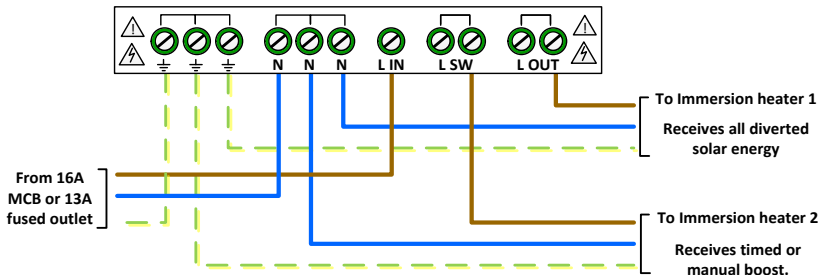 N N N L IN L SW L OUT
To Immersion heater 1
Receives all diverted
solar energy
From 16A
MCB or 13A
fused outlet
To Immersion heater 2
Receives timed or
manual boost.